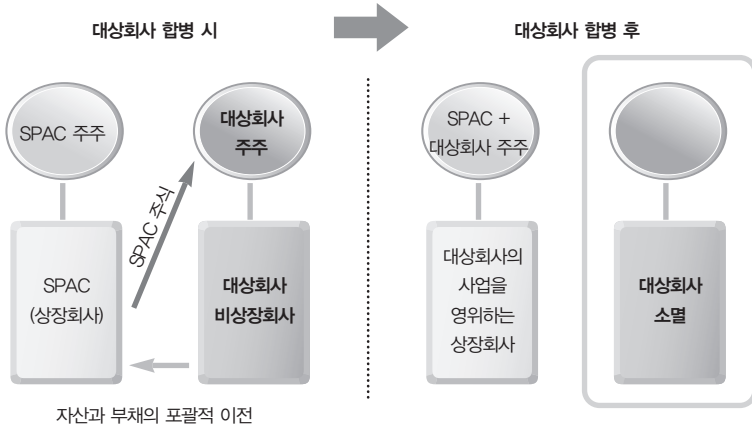 대상회사 합병 시
대상회사 합병 후
SPAC 주주
대상회사
주주
SPAC 주식
SPAC
(상장회사)
대상회사
비상장회사
자산과 부채의 포괄적 이전
SPAC +
대상회사 주주
대상회사의
사업을
영위하는
상장회사
대상회사
소멸